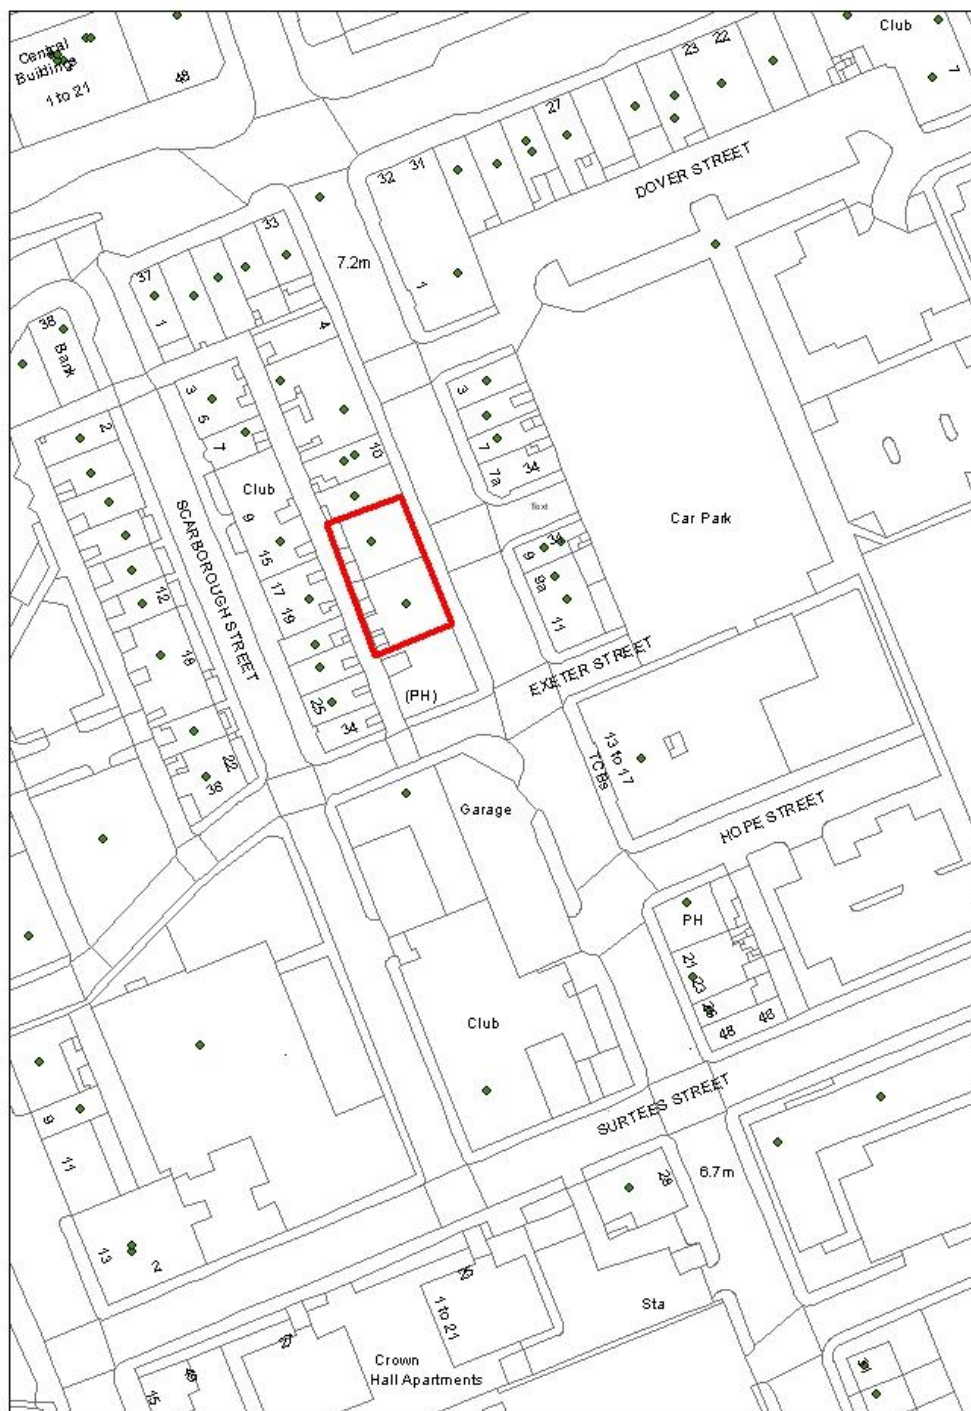 Central
Buildings
1 to 21
48
Club
7
23
22
27
DOVER STREET
32
31
33
37
1
7.2m
1
4
38
Bank
3
5
7
2
3
7
7a
34
10
Club
9
15
17
19
SCARBOROUGH STREET
Car Park
9
9a
11
12
18
25
34
(PH)
EXETER STREET
22
13 to 17
TCBs
Garage
HOPE STREET
PH
21
23
48
48
Club
SURTEES STREET
9
11
6.7m
28
13
2
1 to 21
Sta
Crown
Hall Apartments
15